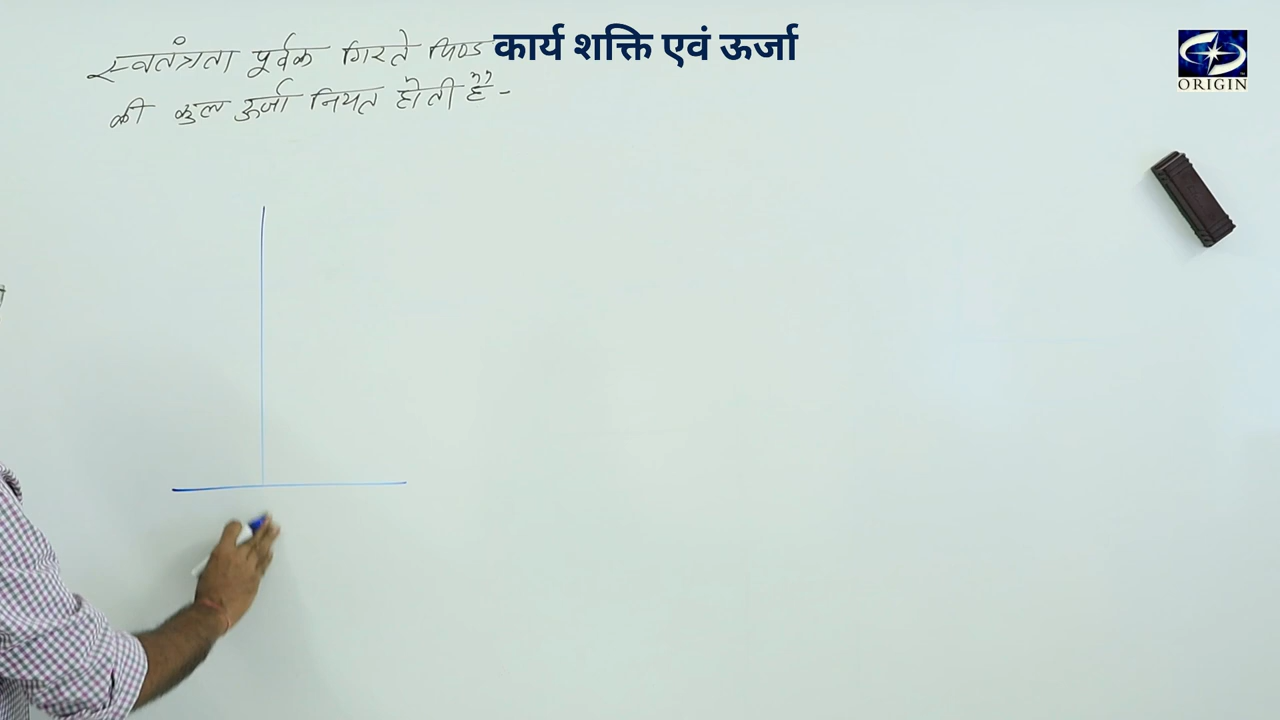 कार्य शक्ति एवं ऊर्जा
स्वतंत्रता पूर्वक गिरते पिण्ड
की कुल ऊर्जा नियत होती है"-
ORIGIN